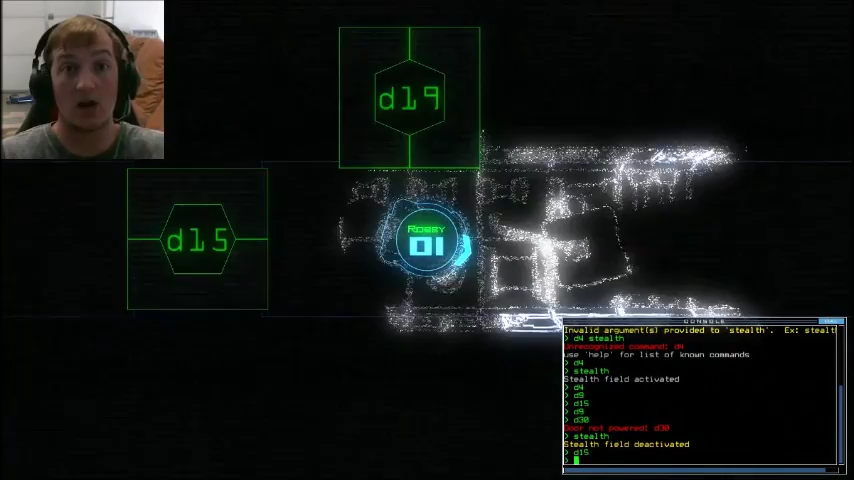 d19
d15
ROBBY
01
CONSOLE
Invalid argument(s) provided to 'stealth'. Ex: stealt
> d4 stealth
Unrecognized command: d4
use 'help' for list of known commands
> d4
> stealth
Stealth field activated
> d4
> d9
> d15
> d9
> d30
Door not powered: d30
> stealth
Stealth field deactivated
> d15
>